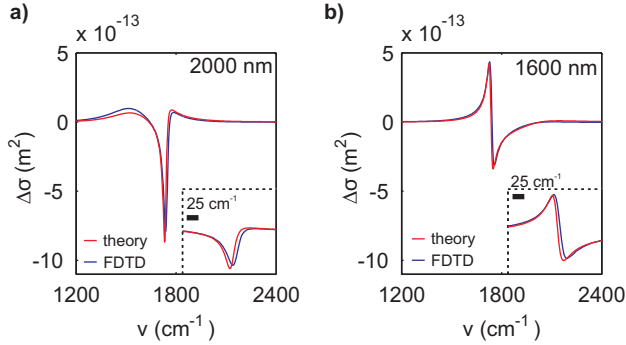 a)
x 10⁻¹³
5
0
-5
-10
Δσ (m²)
2000 nm
25 cm⁻¹
theory
FDTD
1200
1800
2400
ν (cm⁻¹)
b)
x 10⁻¹³
5
0
-5
-10
Δσ (m²)
1600 nm
25 cm⁻¹
theory
FDTD
1200
1800
2400
ν (cm⁻¹)